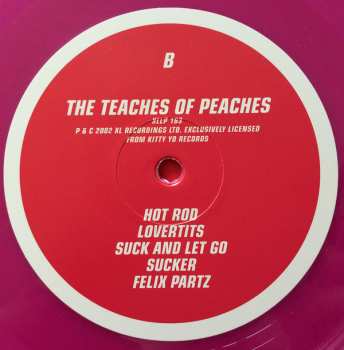 B
THE TEACHES OF PEACHES
XLLP 163
P & C 2002 XL RECORDINGS LTD. EXCLUSIVELY LICENSED
FROM KITTY YO RECORDS
HOT ROD
LOVERTITS
SUCK AND LET GO
SUCKER
FELIX PARTZ